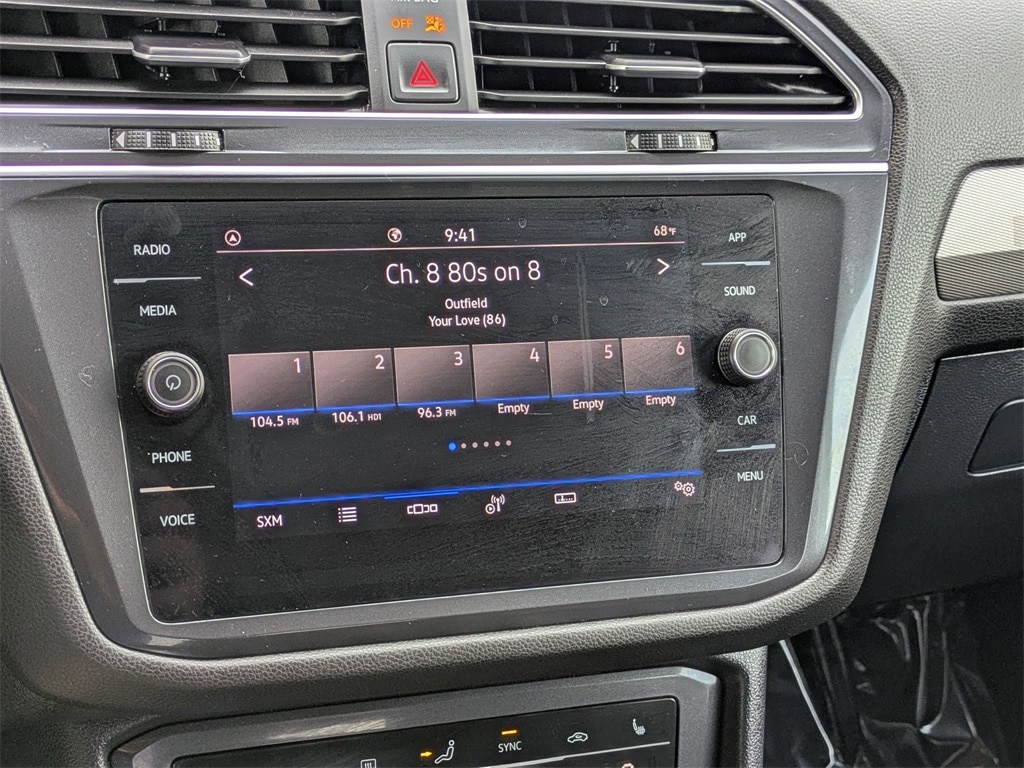 AIR BAG
OFF
RADIO
MEDIA
PHONE
VOICE
9:41
68°F
Ch. 8 80s on 8
Outfield
Your Love (86)
1 2 3 4 5 6
104.5 FM 106.1 HD1 96.3 FM Empty Empty Empty
SXM
APP
SOUND
CAR
MENU
SYNC